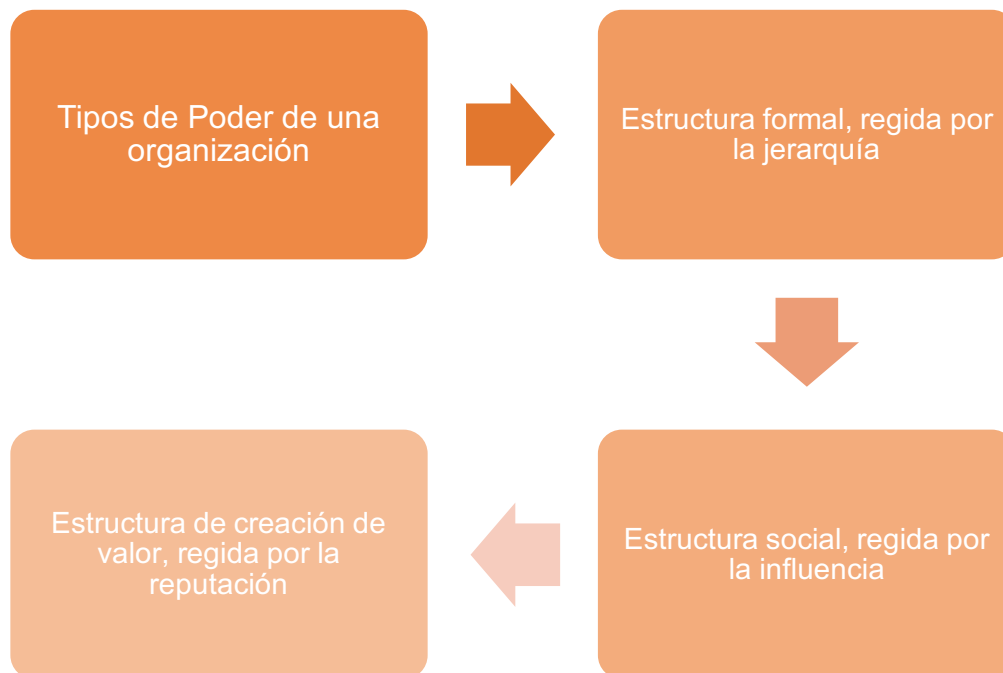 Tipos de Poder de una
organización
Estructura formal, regida por
la jerarquía
Estructura social, regida por
la influencia
Estructura de creación de
valor, regida por la
reputación